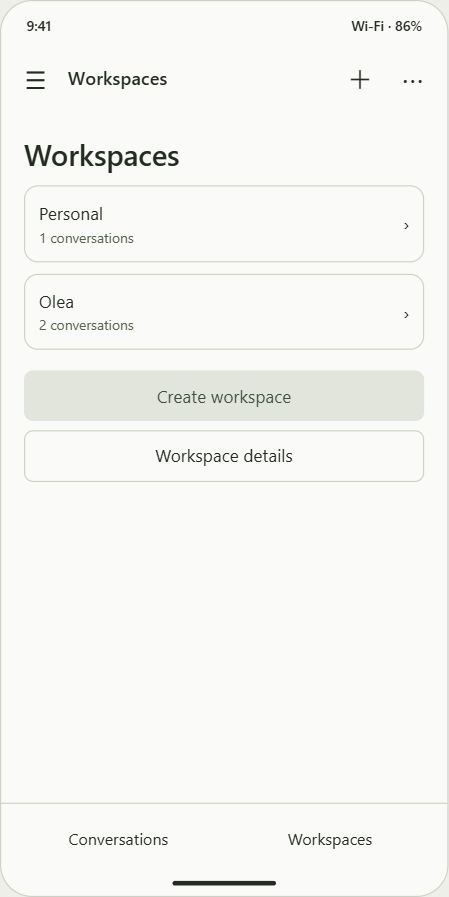 9:41 Wi-Fi · 86%
☰ Workspaces + ...
Workspaces
Personal
1 conversations
›
Olea
2 conversations
›
Create workspace
Workspace details
Conversations Workspaces